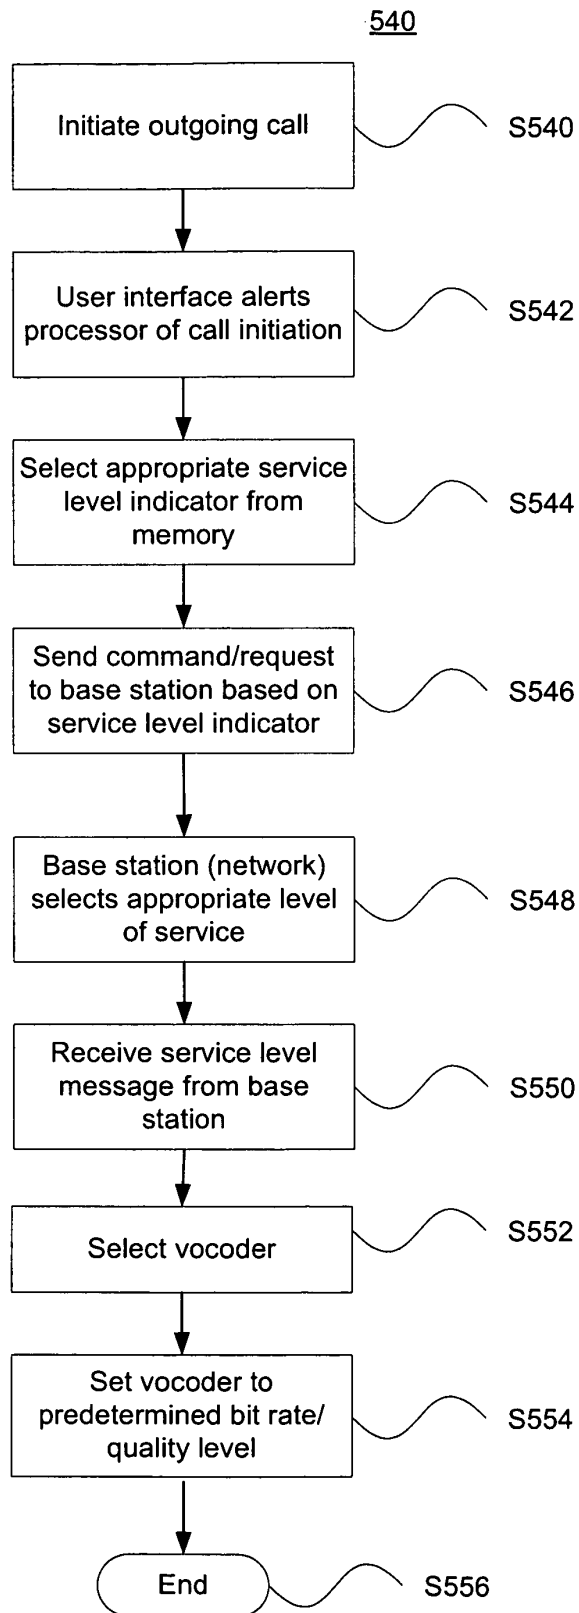 540
Initiate outgoing call
S540
User interface alerts
processor of call initiation
S542
Select appropriate service
level indicator from
memory
S544
Send command/request
to base station based on
service level indicator
S546
Base station (network)
selects appropriate level
of service
S548
Receive service level
message from base
station
S550
Select vocoder
S552
Set vocoder to
predetermined bit rate/
quality level
S554
End
S556